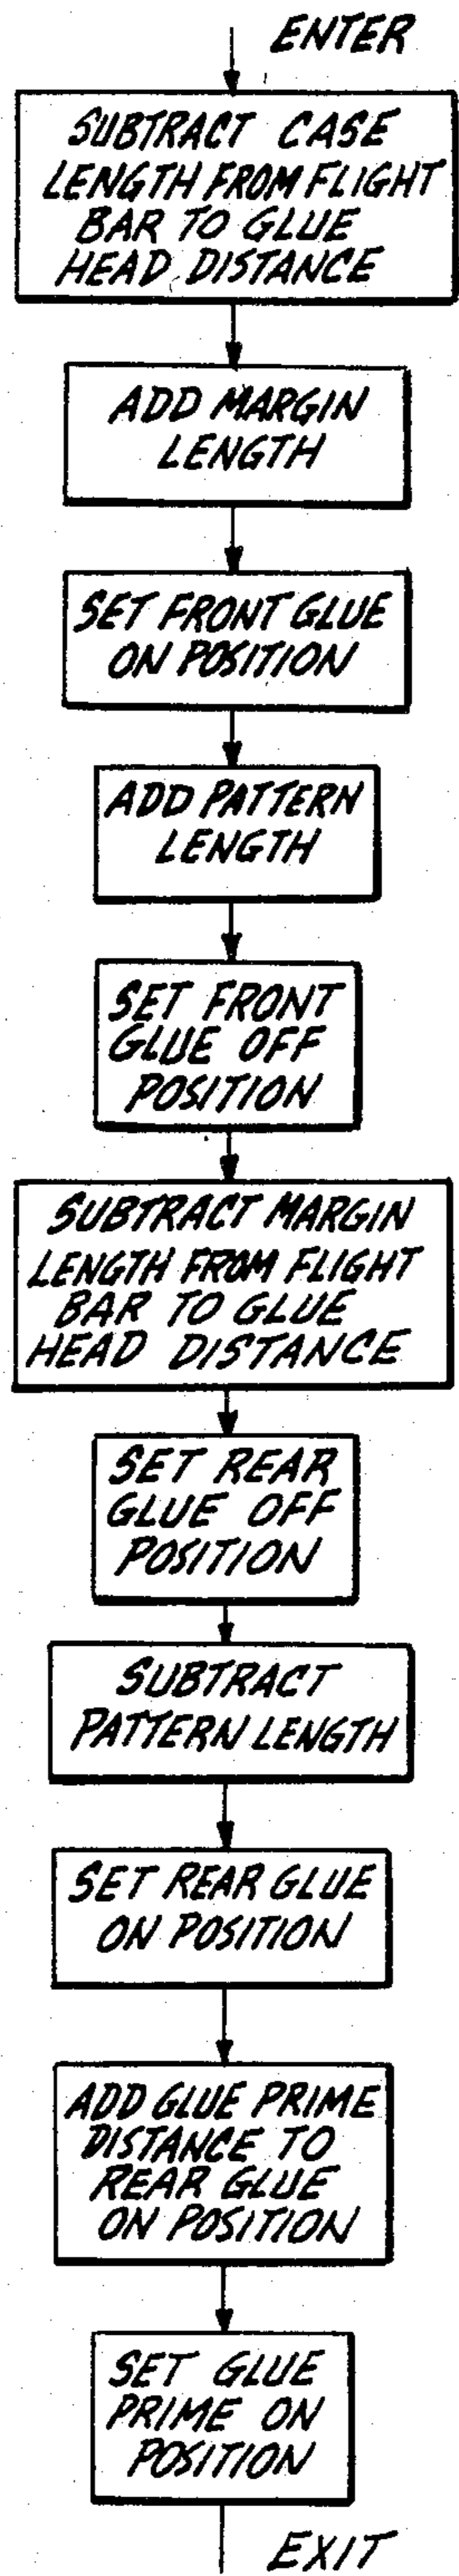 ENTER
SUBTRACT CASE
LENGTH FROM FLIGHT
BAR TO GLUE
HEAD DISTANCE
ADD MARGIN
LENGTH
SET FRONT GLUE
ON POSITION
ADD PATTERN
LENGTH
SET FRONT
GLUE OFF
POSITION
SUBTRACT MARGIN
LENGTH FROM FLIGHT
BAR TO GLUE
HEAD DISTANCE
SET REAR
GLUE OFF
POSITION
SUBTRACT
PATTERN LENGTH
SET REAR GLUE
ON POSITION
ADD GLUE PRIME
DISTANCE TO
REAR GLUE
ON POSITION
SET GLUE
PRIME ON
POSITION
EXIT